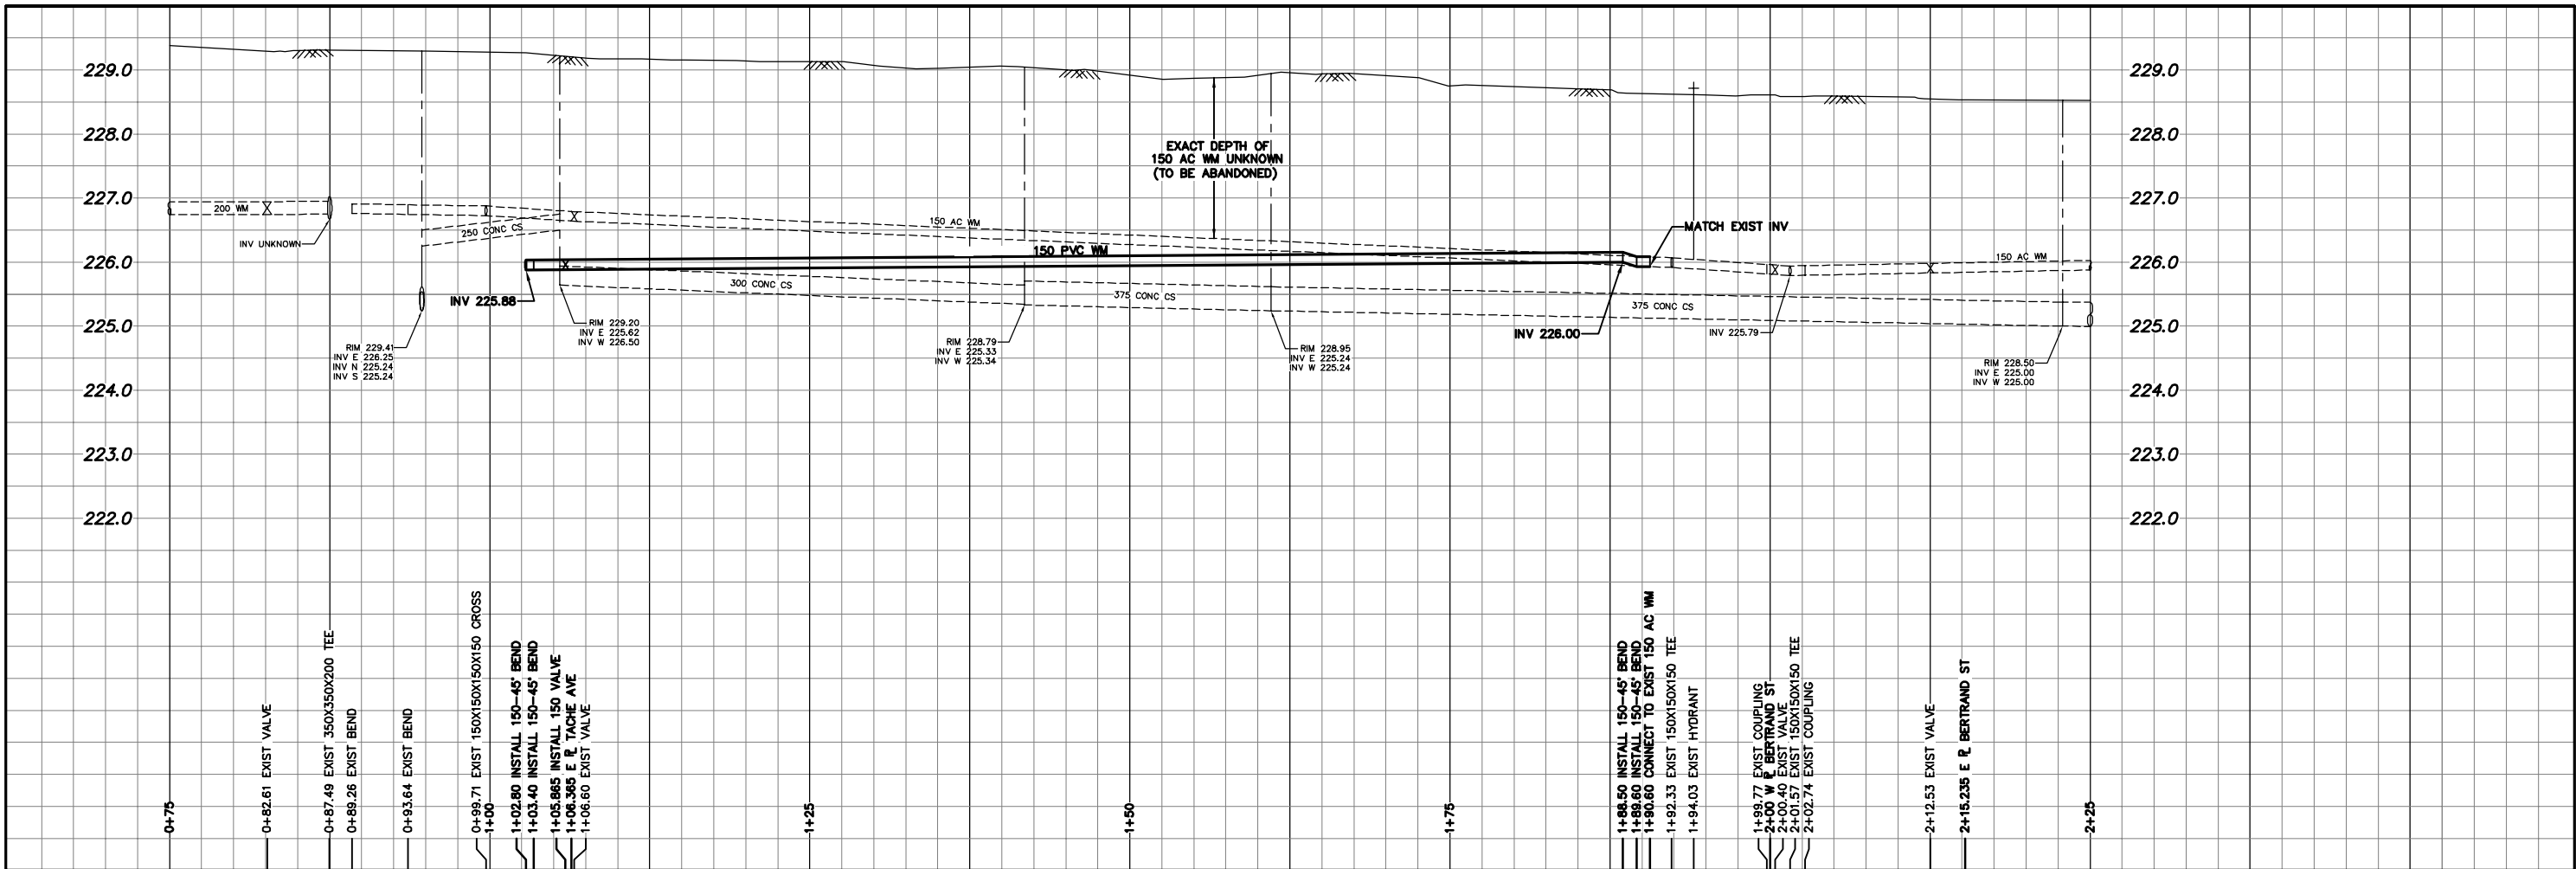 229.0
228.0
227.0
226.0
225.0
224.0
223.0
222.0
229.0
228.0
227.0
226.0
225.0
224.0
223.0
222.0
200 WM
INV UNKNOWN
250 CONC CS
INV 225.88
RIM 229.41
INV E 226.25
INV N 225.24
INV S 225.24
RIM 229.20
INV E 225.62
INV W 226.50
300 CONC CS
150 AC WM
150 PVC WM
RIM 228.79
INV E 225.33
INV W 225.34
EXACT DEPTH OF
150 AC WM UNKNOWN
(TO BE ABANDONED)
375 CONC CS
RIM 228.95
INV E 225.24
INV W 225.24
MATCH EXIST INV
INV 226.00
375 CONC CS
INV 225.79
150 AC WM
RIM 228.50
INV E 225.00
INV W 225.00
0+75
0+82.61 EXIST VALVE
0+87.49 EXIST 350X350X200 TEE
0+89.26 EXIST BEND
0+93.64 EXIST BEND
0+99.71 EXIST 150X150X150X150 CROSS
1+00
1+02.80 INSTALL 150-45° BEND
1+03.40 INSTALL 150-45° BEND
1+05.865 INSTALL 150 VALVE
1+06.365 E PL TACHE AVE
1+06.60 EXIST VALVE
1+25
1+50
1+75
1+88.50 INSTALL 150-45° BEND
1+89.60 INSTALL 150-45° BEND
1+90.60 CONNECT TO EXIST 150 AC WM
1+92.33 EXIST 150X150X150 TEE
1+94.03 EXIST HYDRANT
1+99.77 EXIST COUPLING
2+00 W PL BERTRAND ST
2+00.40 EXIST VALVE
2+01.57 EXIST 150X150X150 TEE
2+02.74 EXIST COUPLING
2+12.53 EXIST VALVE
2+15.235 E PL BERTRAND ST
2+25